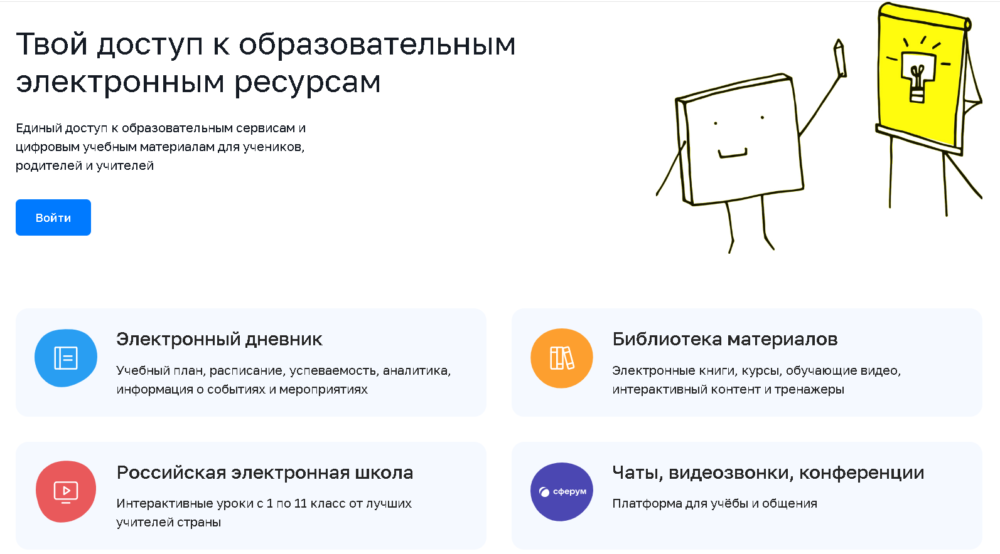 Твой доступ к образовательным
электронным ресурсам
Единый доступ к образовательным сервисам и
цифровым учебным материалам для учеников,
родителей и учителей
Войти
Электронный дневник
Учебный план, расписание, успеваемость, аналитика,
информация о событиях и мероприятиях
Библиотека материалов
Электронные книги, курсы, обучающие видео,
интерактивный контент и тренажеры
Российская электронная школа
Интерактивные уроки с 1 по 11 класс от лучших
учителей страны
сферум
Чаты, видеозвонки, конференции
Платформа для учёбы и общения